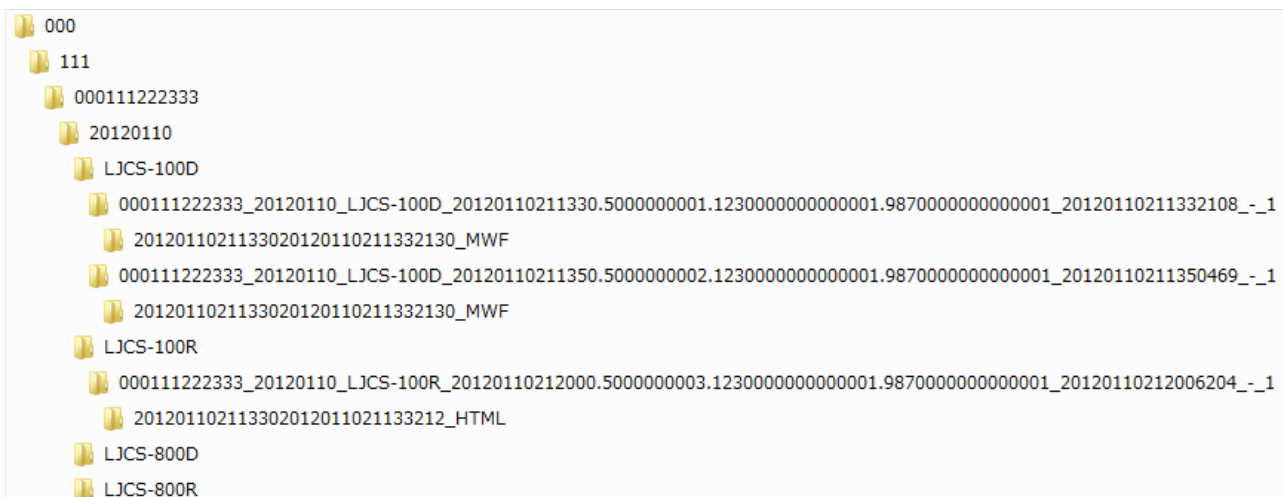 000
111
000111222333
20120110
LJCS-100D
000111222333_20120110_LJCS-100D_20120110211330.5000000001.1230000000000001.9870000000000001_20120110211332108_-_1
2012011021133020120110211332130_MWF
000111222333_20120110_LJCS-100D_20120110211350.5000000002.1230000000000001.9870000000000001_20120110211350469_-_1
2012011021133020120110211332130_MWF
LJCS-100R
000111222333_20120110_LJCS-100R_20120110212000.5000000003.1230000000000001.9870000000000001_20120110212006204_-_1
201201102113302012011021133212_HTML
LJCS-800D
LJCS-800R